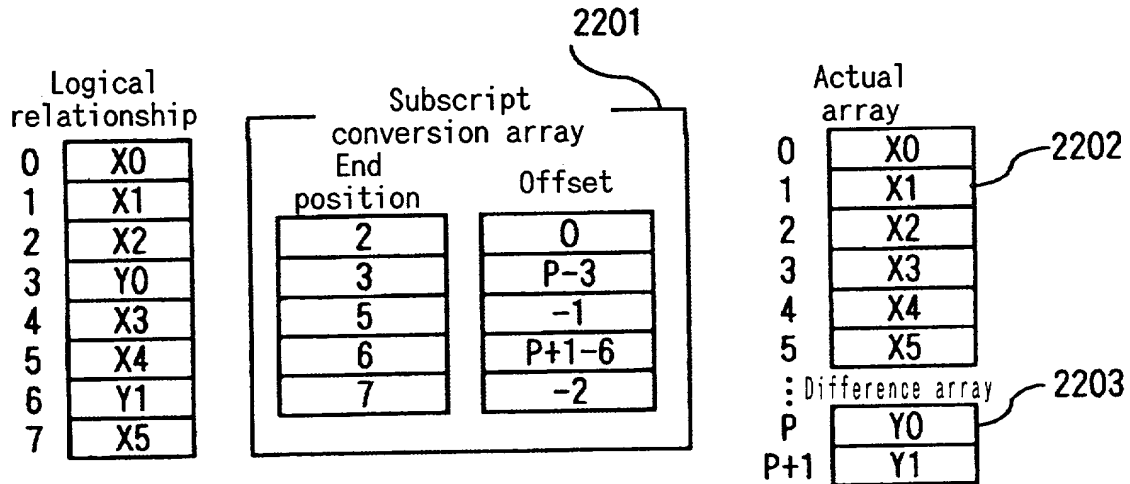 2201
Logical
relationship
0 X0
1 X1
2 X2
3 Y0
4 X3
5 X4
6 Y1
7 X5
Subscript
conversion array
End
position
Offset
2 0
3 P-3
5 -1
6 P+1-6
7 -2
Actual
array
0 X0
1 X1
2 X2
3 X3
4 X4
5 X5
2202
⋮ Difference array
2203
P Y0
P+1 Y1